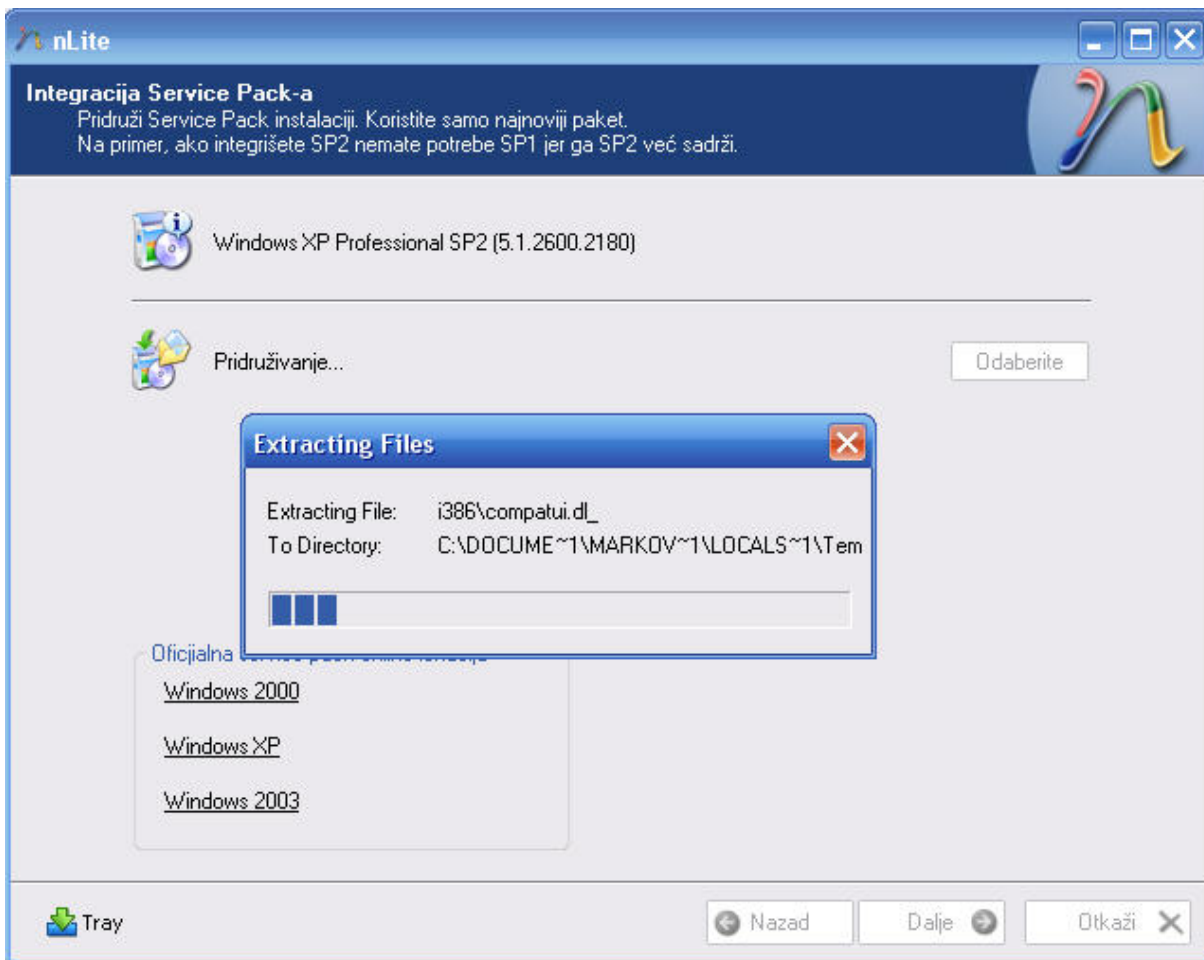 nLite
Integracija Service Pack-a
Pridruži Service Pack instalaciji. Koristite samo najnoviji paket.
Na primer, ako integrišete SP2 nemate potrebe SP1 jer ga SP2 već sadrži.
Windows XP Professional SP2 (5.1.2600.2180)
Pridruživanje...
Odaberite
Extracting Files
Extracting File: i386\compatui.dl_
To Directory: C:\DOCUME~1\MARKOV~1\LOCALS~1\Tem
Oficjialna
Windows 2000
Windows XP
Windows 2003
Tray
Nazad
Dalje
Otkaži